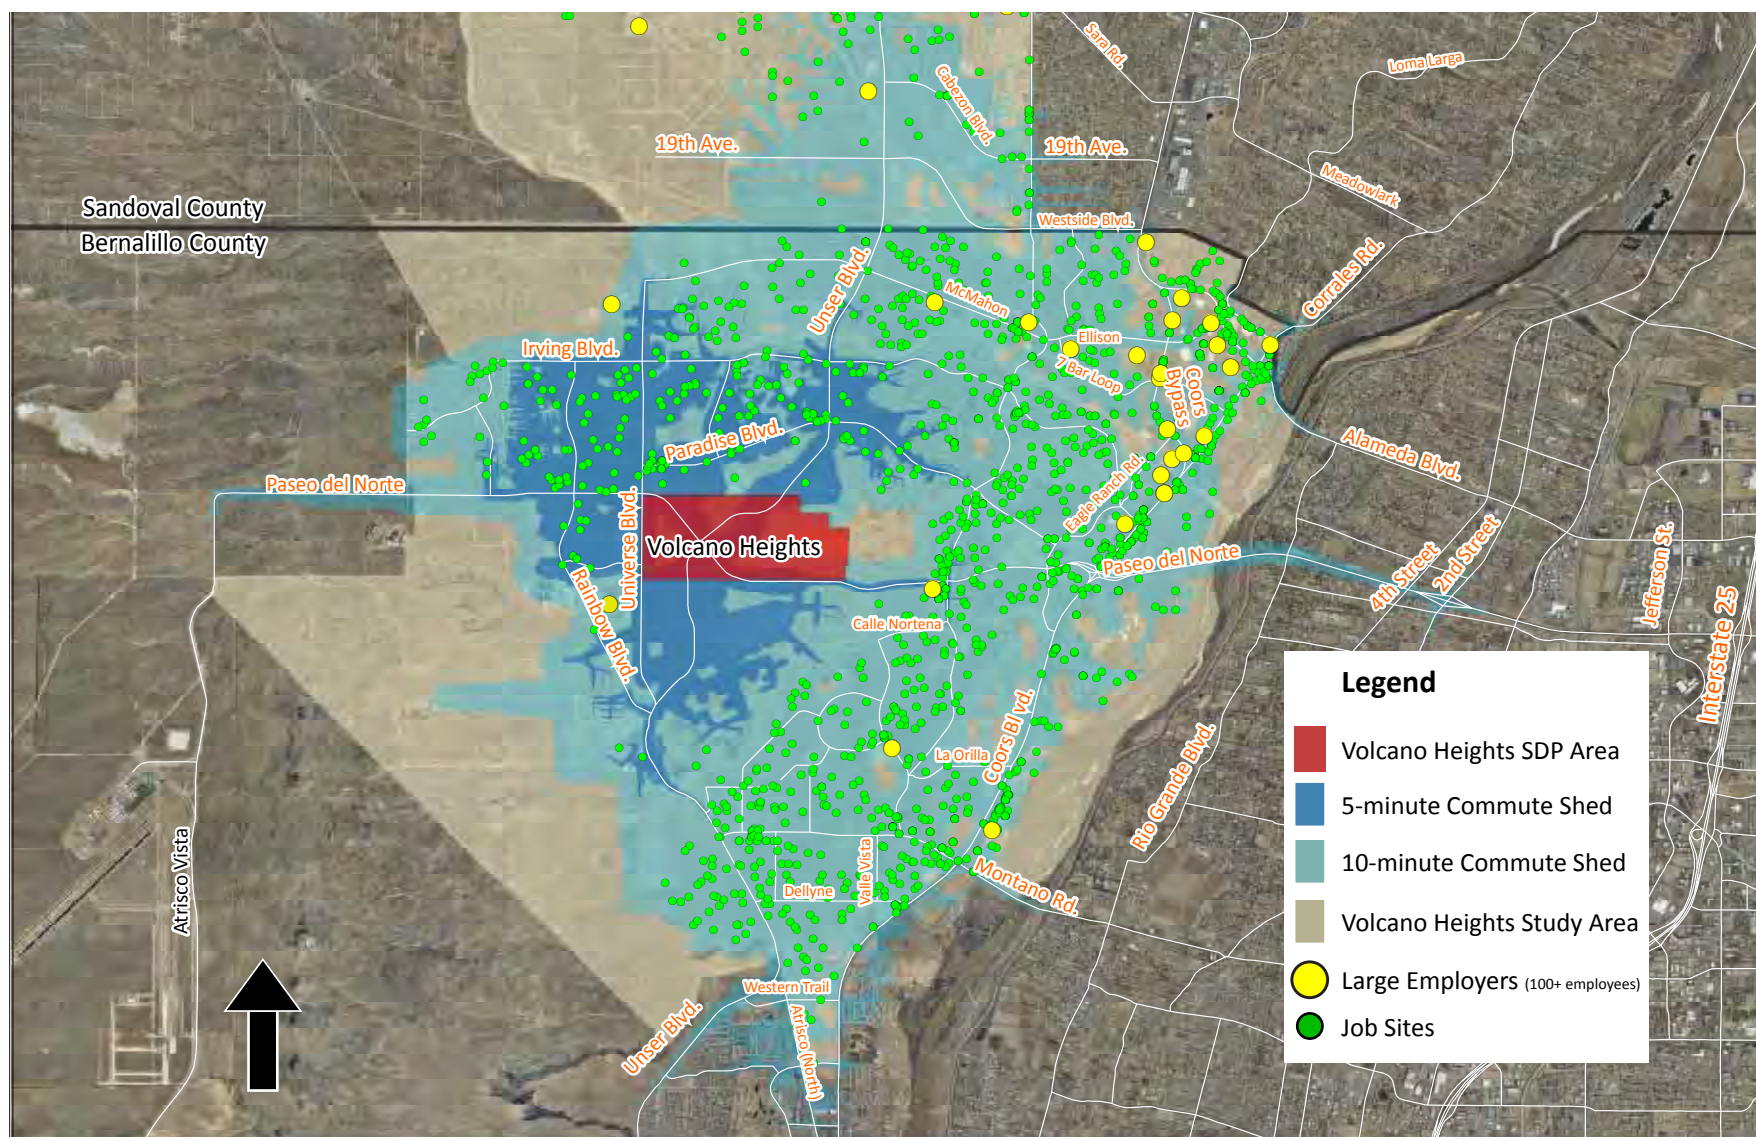 Sara Rd.
Loma Larga
Cabezon Blvd.
19th Ave.
19th Ave.
Meadowlark
Sandoval County
Bernalillo County
Westside Blvd.
Corrales Rd.
Unser Blvd.
McMahon
Ellison
Irving Blvd.
7 Bar Loop
Coors
Bypass
Paradise Blvd.
Alameda Blvd.
Paseo del Norte
Eagle Ranch Rd.
Universe Blvd.
Volcano Heights
Paseo del Norte
4th Street
2nd Street
Jefferson St.
Interstate 25
Rainbow Blvd.
Calle Nortena
Coors Bl vd.
La Orilla
Rio Grande Blvd.
Atrisco Vista
Valle Vista
Dellyne
Montano Rd.
Western Trail
Unser Blvd.
Atrisco (North)
Legend
Volcano Heights SDP Area
5-minute Commute Shed
10-minute Commute Shed
Volcano Heights Study Area
Large Employers (100+ employees)
Job Sites